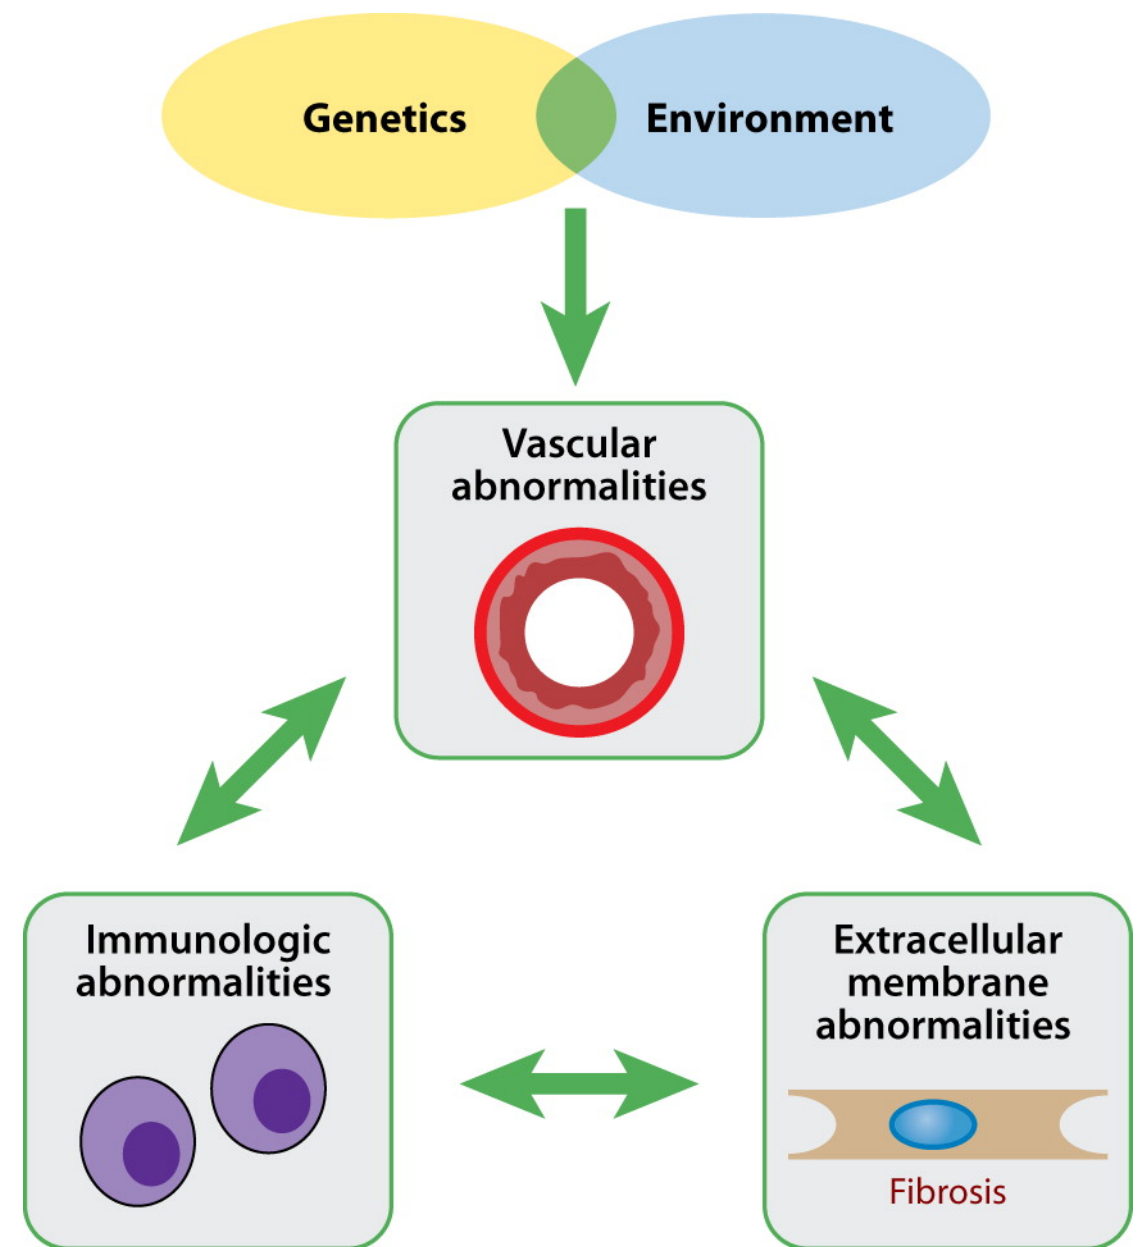 Genetics
Environment
Vascular
abnormalities
Immunologic
abnormalities
Extracellular
membrane
abnormalities
Fibrosis